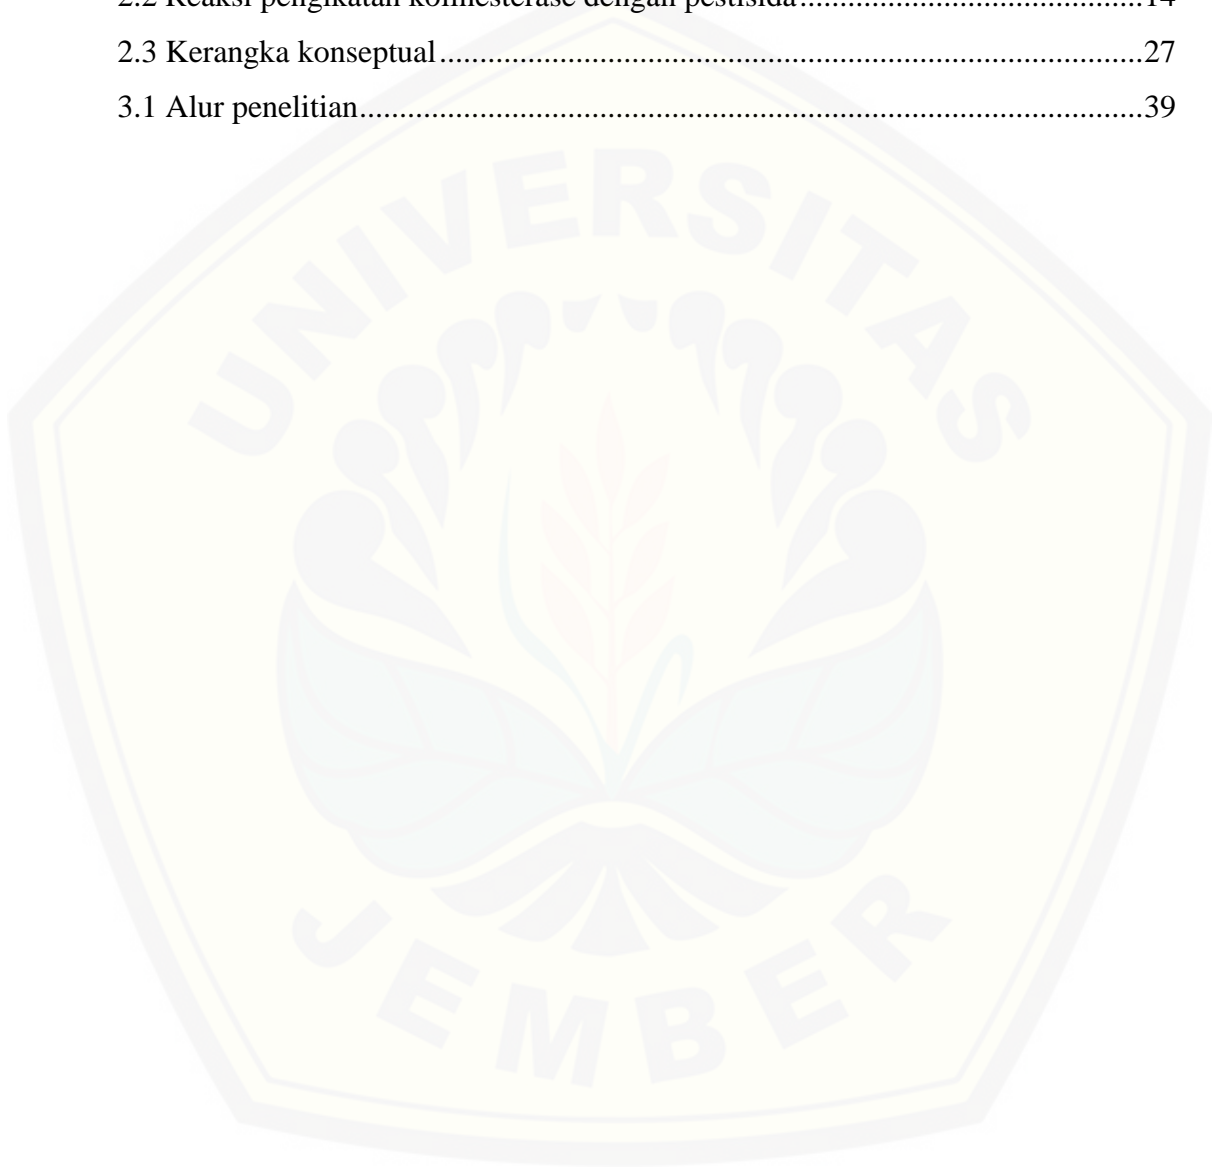 2.2 Reaksi pengikatan kolinesterase dengan pestisida.......................................14
2.3 Kerangka konseptual.......................................................................................27
3.1 Alur penelitian.................................................................................................39
UNIVERSITAS
JEMBER